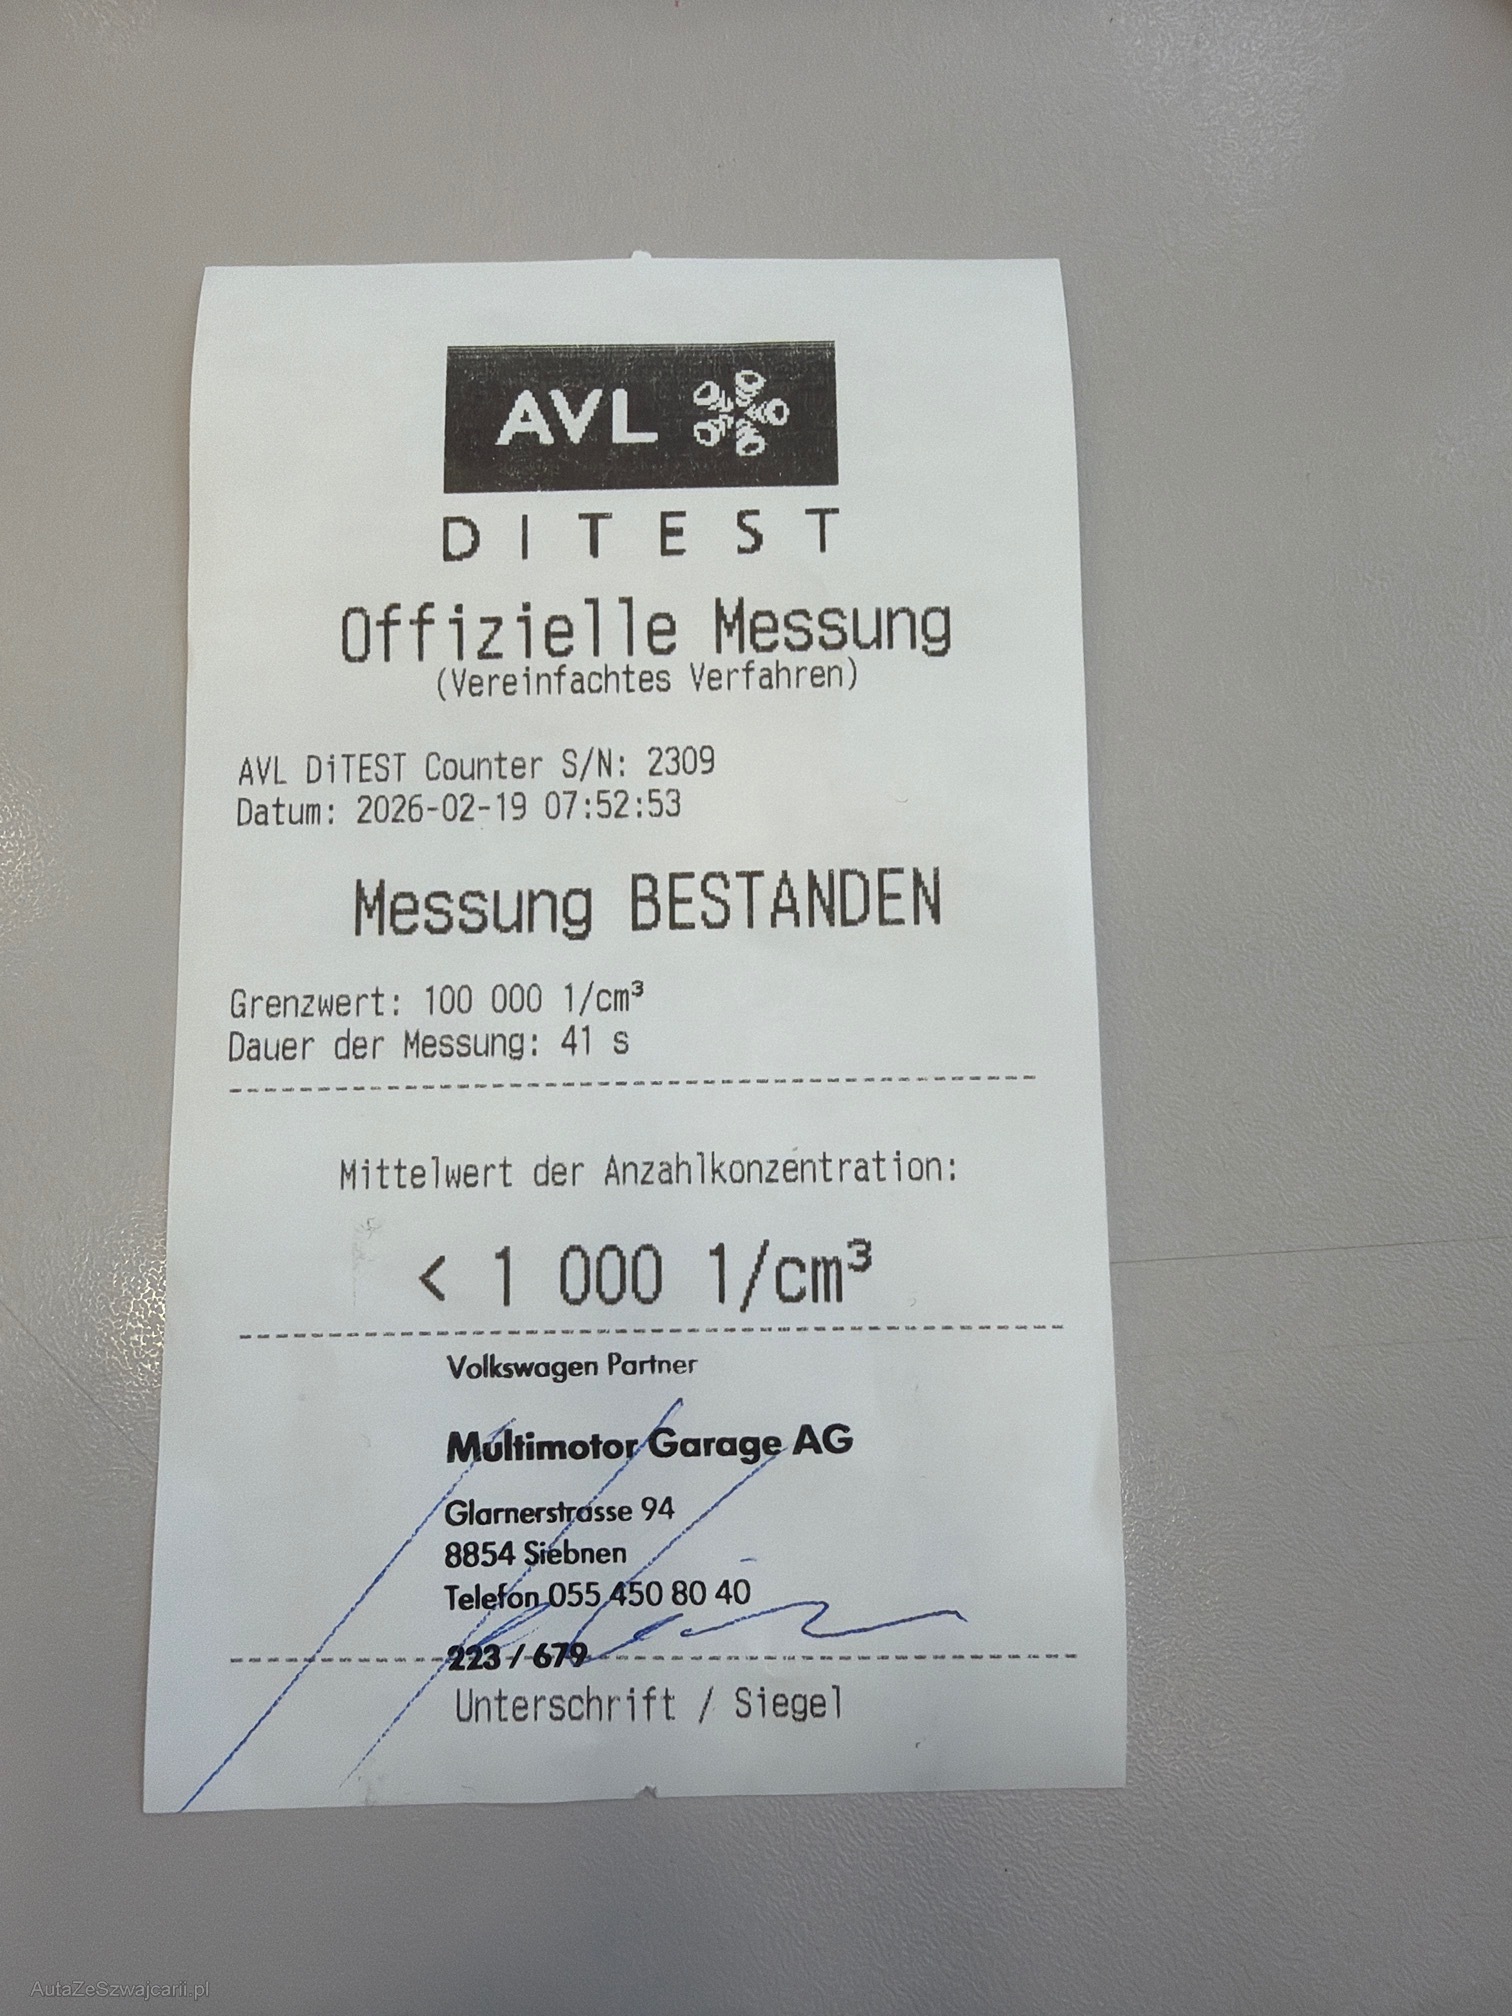 AVL
DITEST
Offizielle Messung
(Vereinfachtes Verfahren)
AVL DiTEST Counter S/N: 2309
Datum: 2026-02-19 07:52:53
Messung BESTANDEN
Grenzwert: 100 000 1/cm³
Dauer der Messung: 41 s
Mittelwert der Anzahlkonzentration:
< 1 000 1/cm³
Volkswagen Partner
Multimotor Garage AG
Glarnerstrasse 94
8854 Siebnen
Telefon 055 450 80 40
223 / 679
Unterschrift / Siegel
AutaZeSzwajcarii.pl